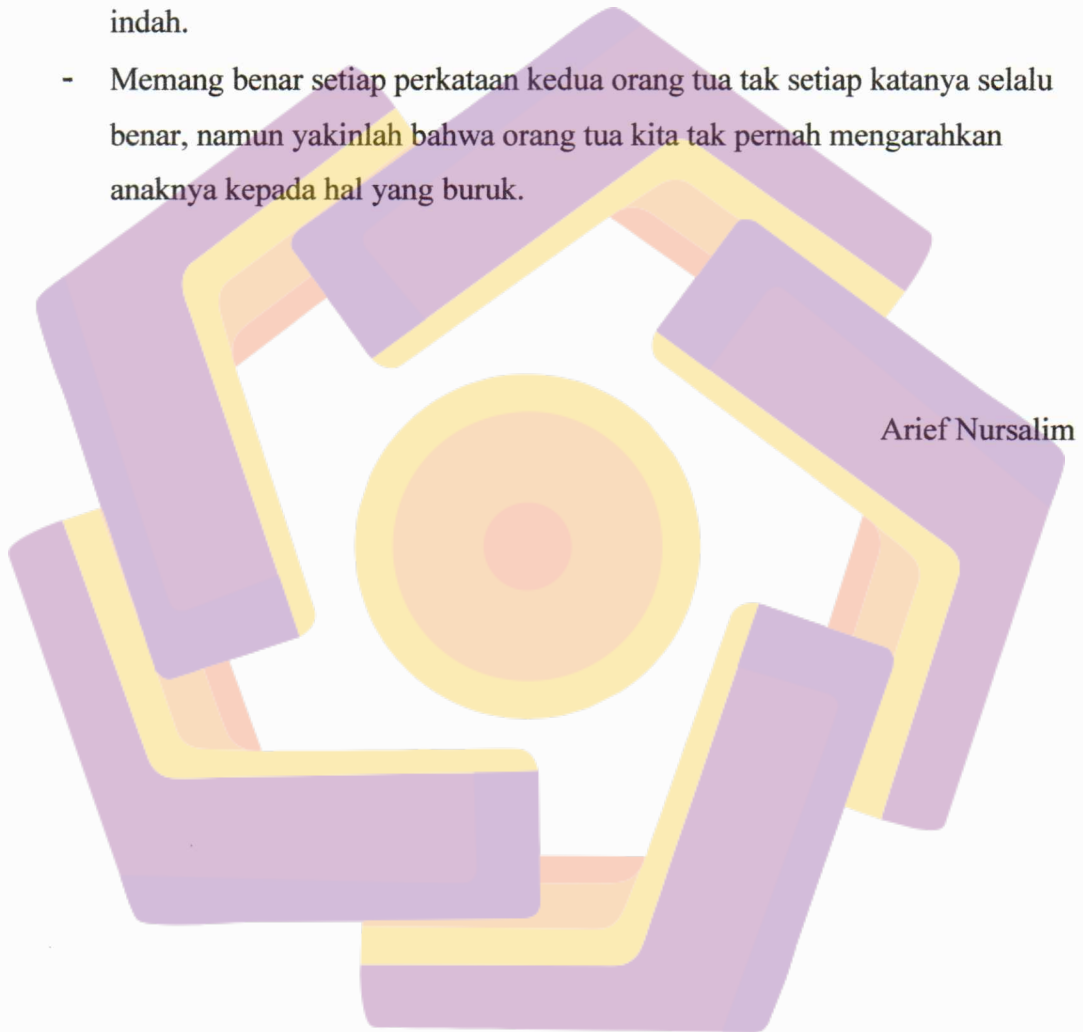 indah.
- Memang benar setiap perkataan kedua orang tua tak setiap katanya selalu
benar, namun yakinlah bahwa orang tua kita tak pernah mengarahkan
anaknya kepada hal yang buruk.
Arief Nursalim